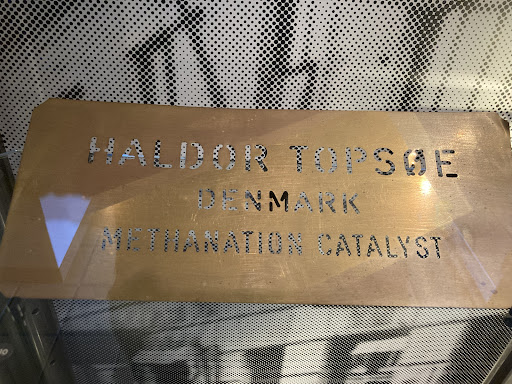 HALDOR TOPSØE
DENMARK
METHANATION CATALYST